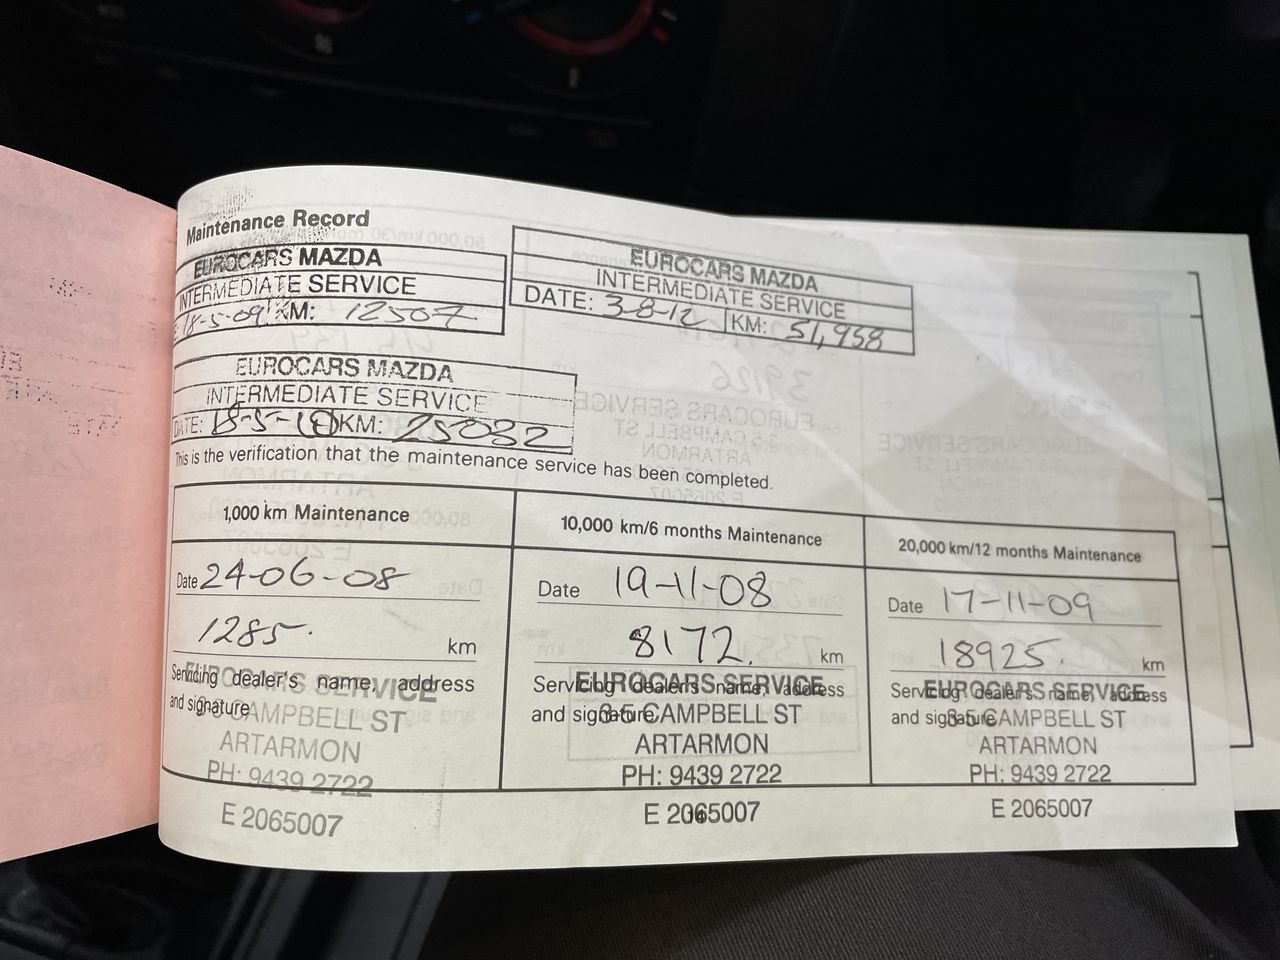 Maintenance Record
EUROCARS MAZDA
INTERMEDIATE SERVICE
18-5-09 KM: 12507
EUROCARS MAZDA
INTERMEDIATE SERVICE
DATE: 3-8-12 KM: 51,958
EUROCARS MAZDA
INTERMEDIATE SERVICE
DATE: 18-5-10 KM: 25032
This is the verification that the maintenance service has been completed.
1,000 km Maintenance
Date 24-06-08
1285. km
Servicing dealer's name, address
and signature
EUROCARS SERVICE
3-5 CAMPBELL ST
ARTARMON
PH: 9439 2722
E 2065007
10,000 km/6 months Maintenance
Date 19-11-08
8172. km
Servicing dealer's name, address
and signature
EUROCARS SERVICE
3-5 CAMPBELL ST
ARTARMON
PH: 9439 2722
E 2065007
20,000 km/12 months Maintenance
Date 17-11-09
18925. km
Servicing dealer's name, address
and signature
EUROCARS SERVICE
3-5 CAMPBELL ST
ARTARMON
PH: 9439 2722
E 2065007